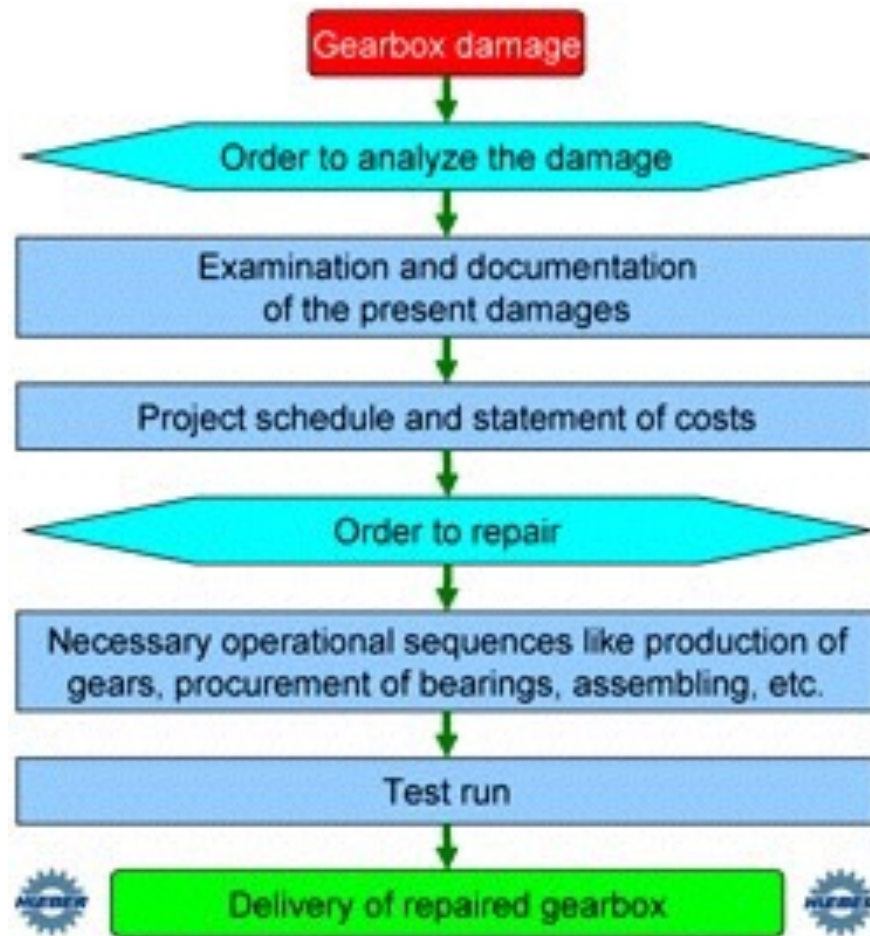 Gearbox damage
Order to analyze the damage
Examination and documentation
of the present damages
Project schedule and statement of costs
Order to repair
Necessary operational sequences like production of
gears, procurement of bearings, assembling, etc.
Test run
HIEBER
Delivery of repaired gearbox
HIEBER